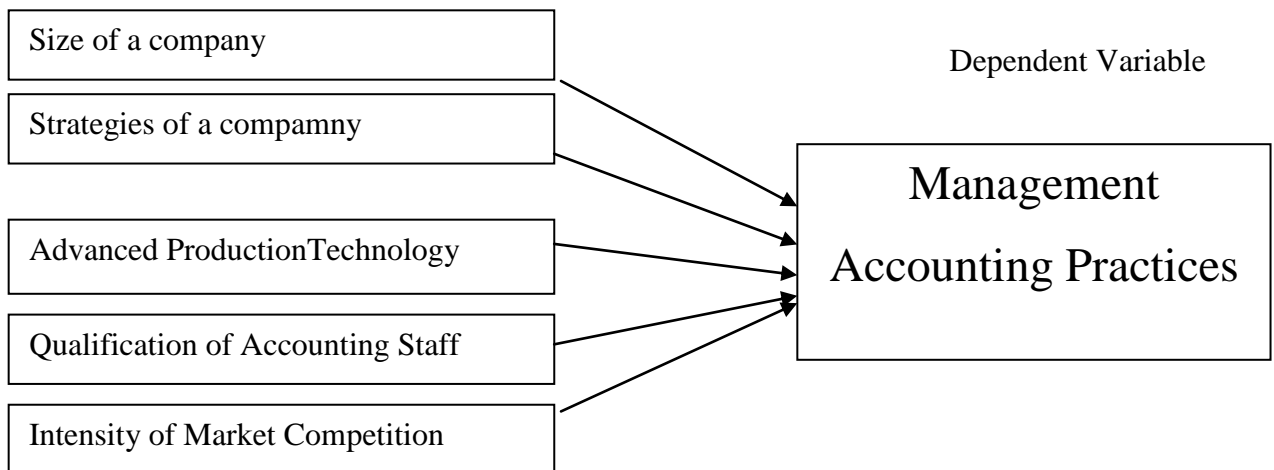 Size of a company
Dependent Variable
Strategies of a compamny
Management
Accounting Practices
Advanced ProductionTechnology
Qualification of Accounting Staff
Intensity of Market Competition